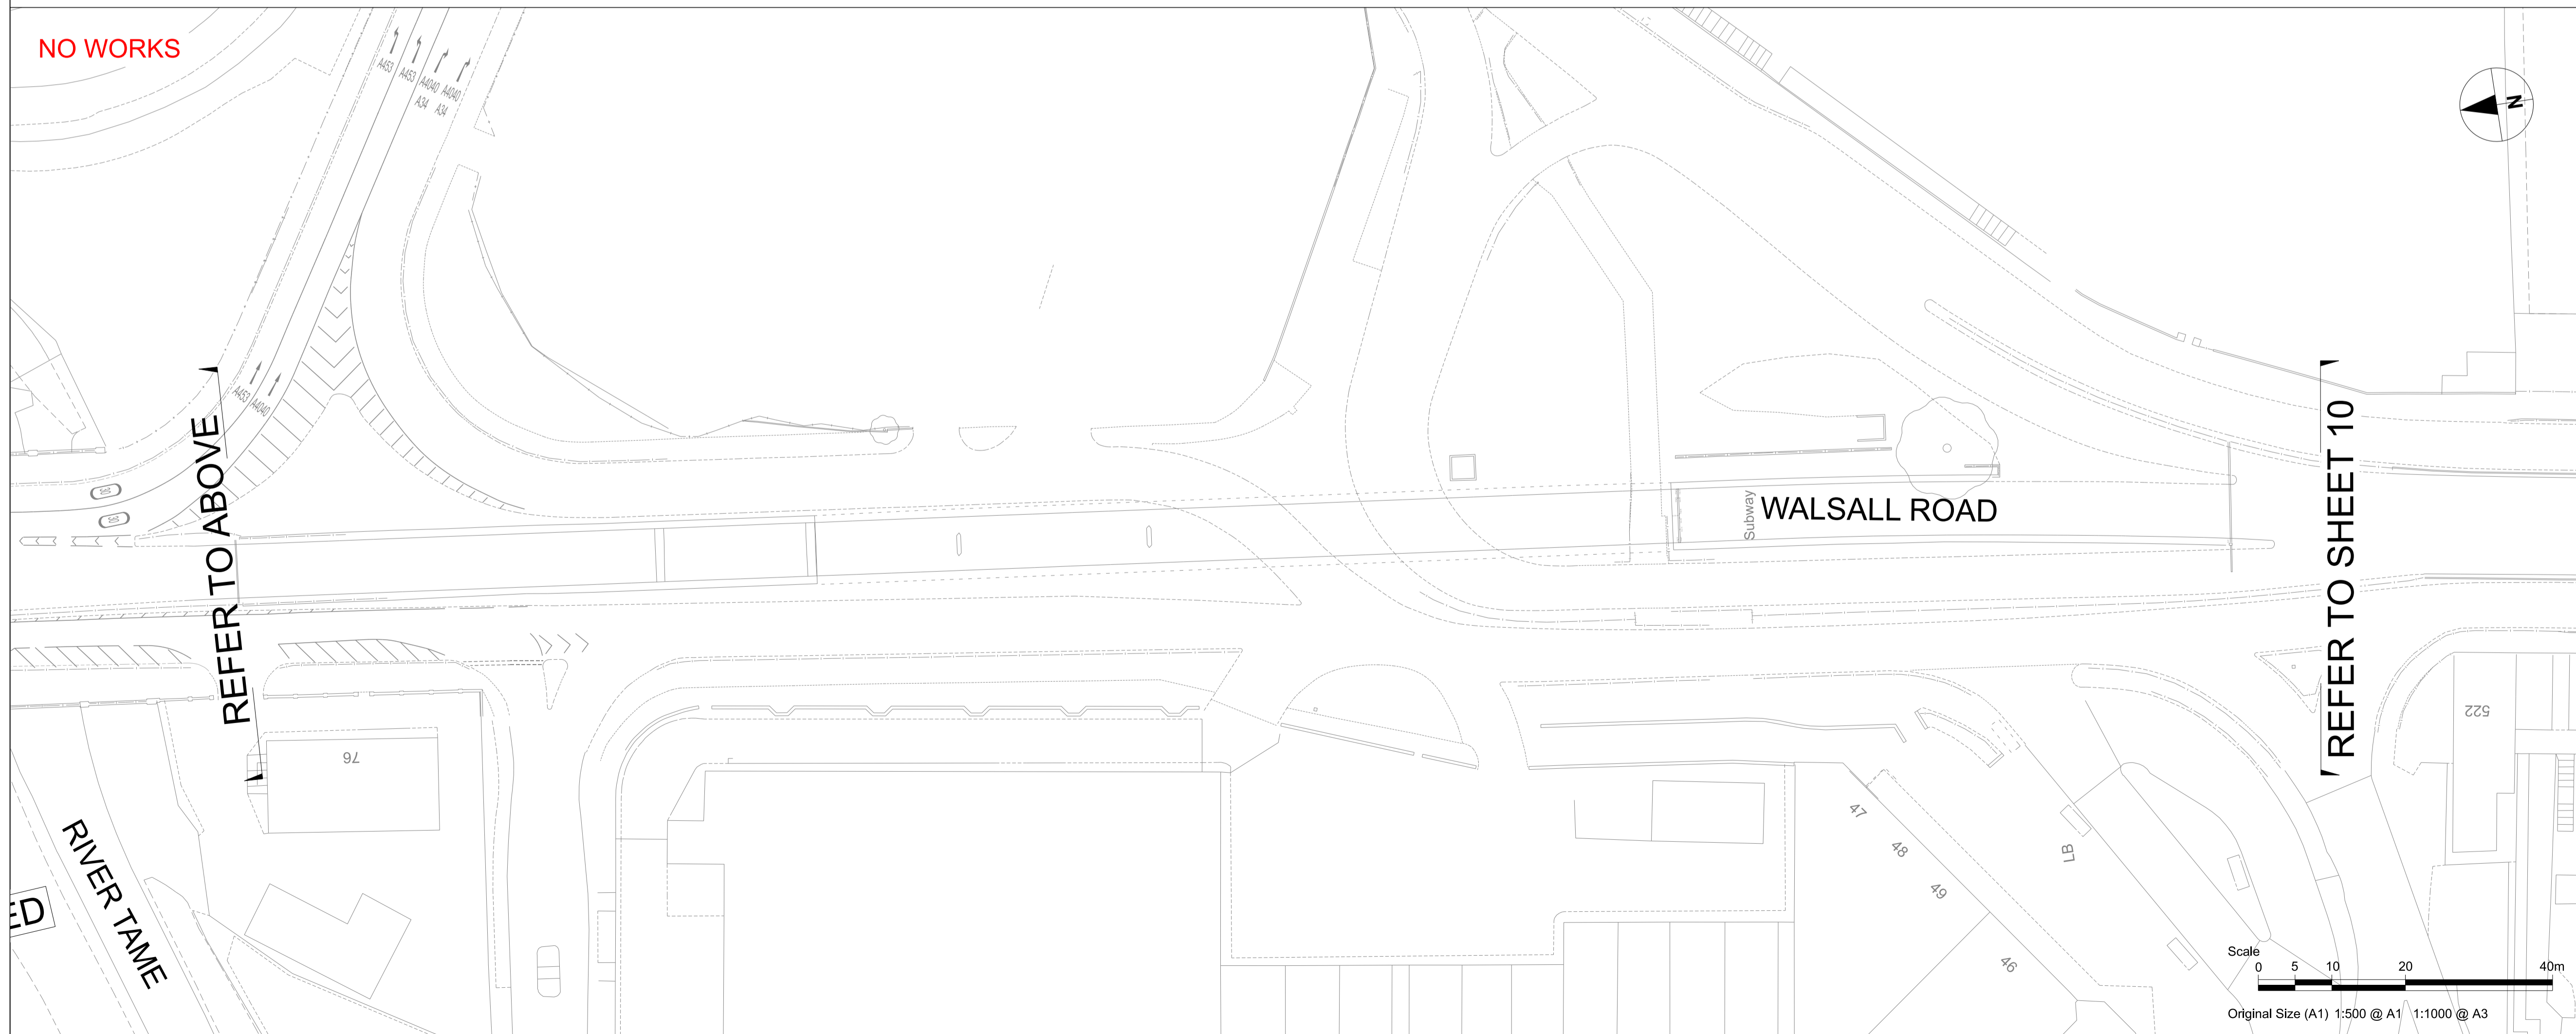 NO WORKS
A453
A453
A4040
A34
A4040
A34
N
A453
A4040
REFER TO ABOVE
Subway
WALSALL ROAD
REFER TO SHEET 10
522
76
47
48
49
46
LB
RIVER TAME
ED
Scale
0 5 10 20 40m
Original Size (A1) 1:500 @ A1 1:1000 @ A3